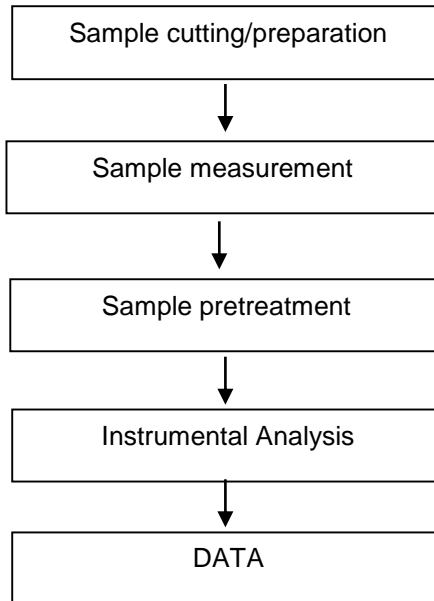 Sample cutting/preparation
Sample measurement
Sample pretreatment
Instrumental Analysis
DATA